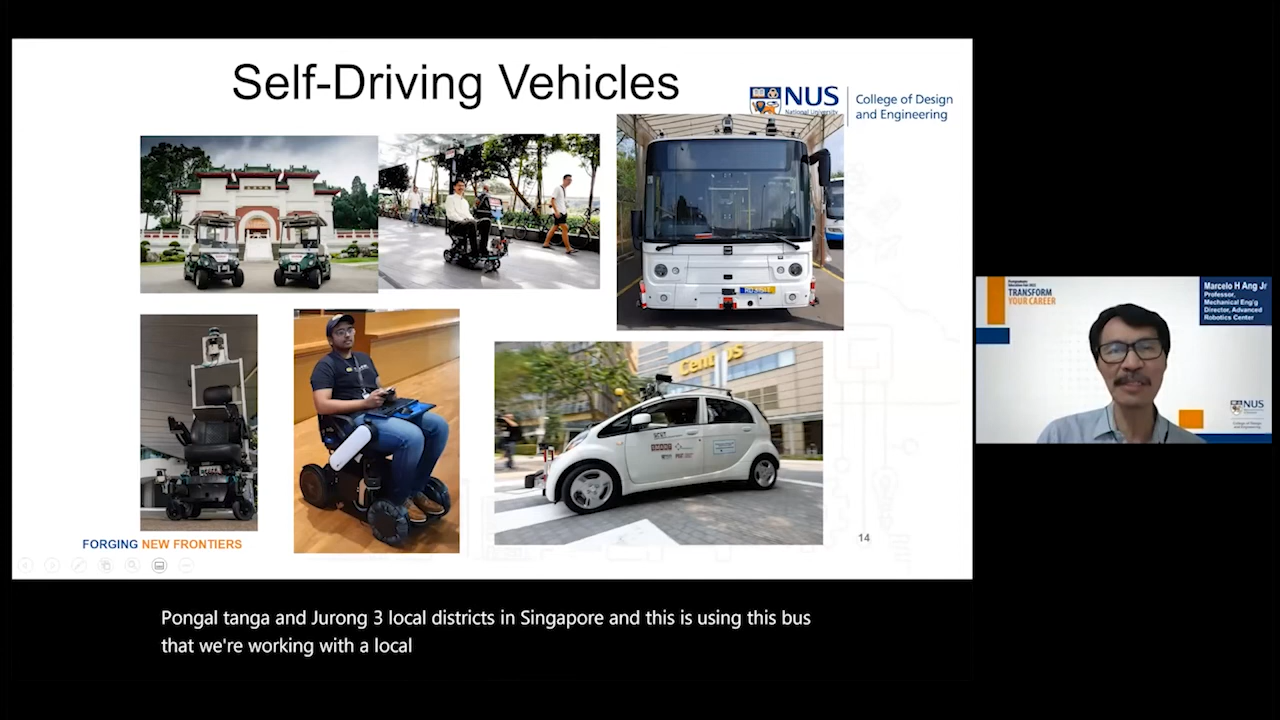 Self-Driving Vehicles
NUS
National University
College of Design
and Engineering
Centros
FORGING NEW FRONTIERS
14
TRANSFORM
YOUR CAREER
Marcelo H Ang Jr
Professor,
Mechanical Eng'g
Director, Advanced
Robotics Center
NUS
Pongal tanga and Jurong 3 local districts in Singapore and this is using this bus
that we're working with a local